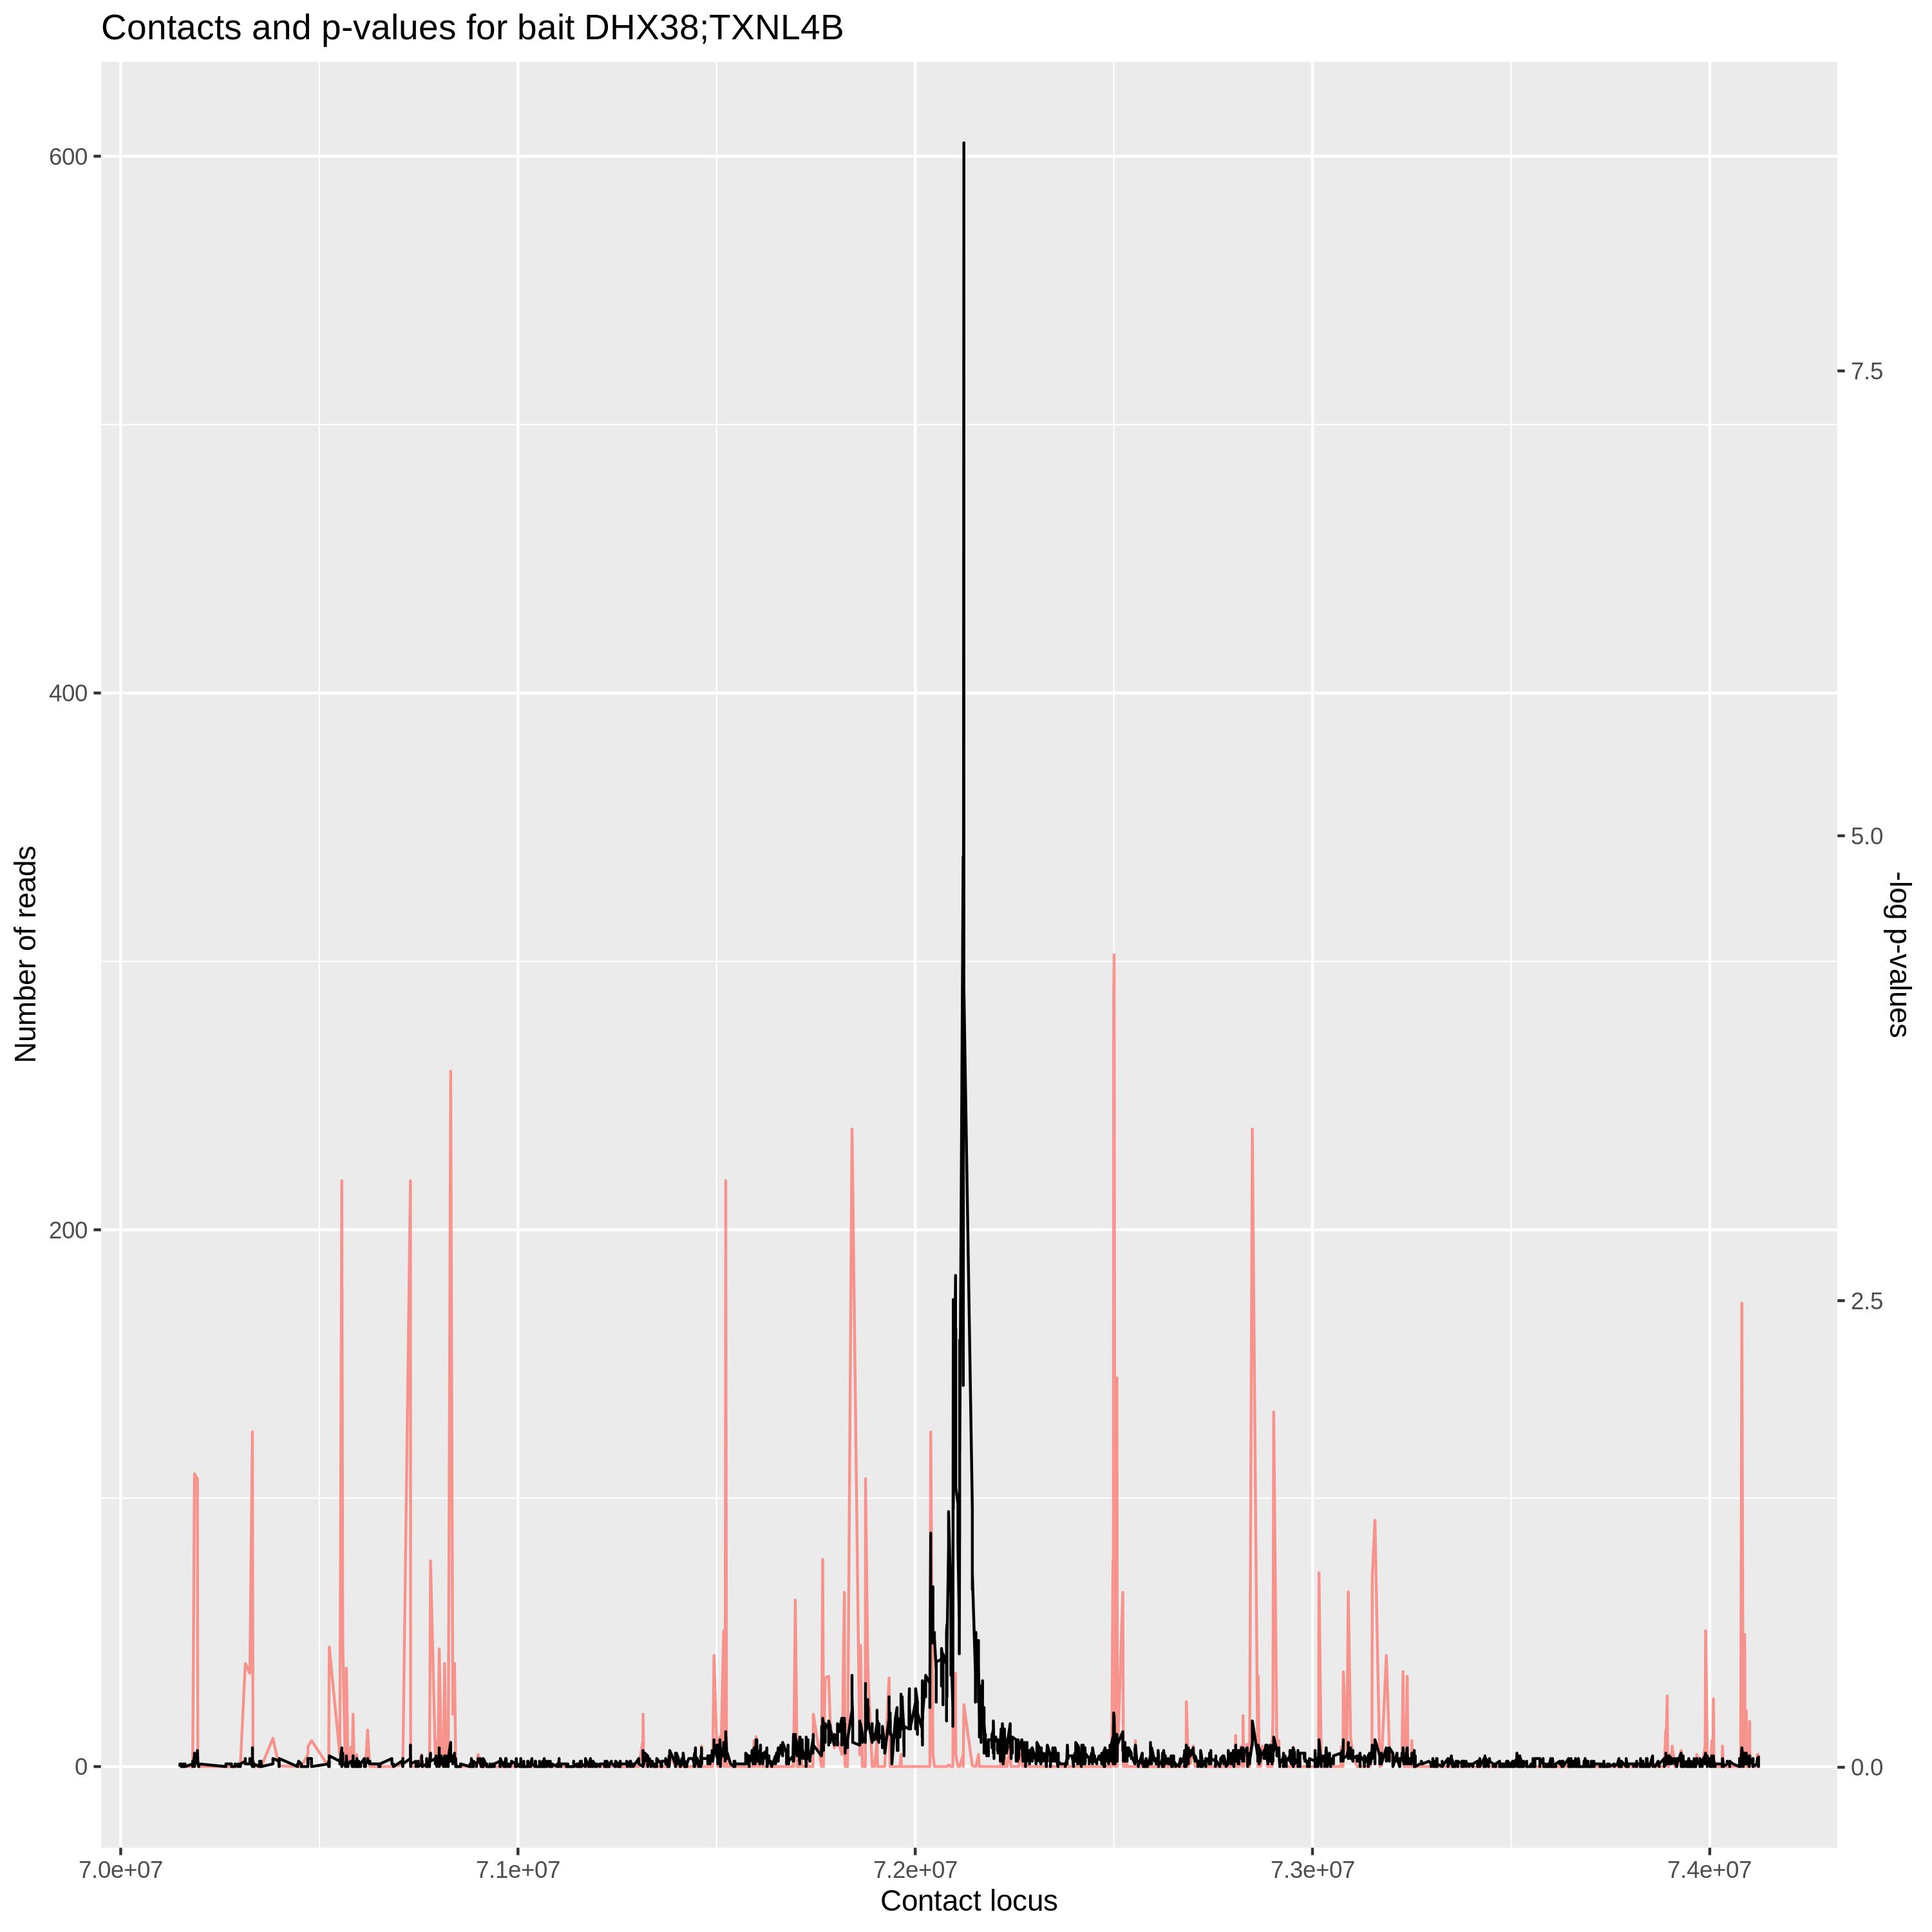 Contacts and p-values for bait DHX38;TXNL4B
600
400
200
0
Number of reads
7.5
5.0
2.5
0.0
-log p-values
7.0e+07
7.1e+07
7.2e+07
7.3e+07
7.4e+07
Contact locus